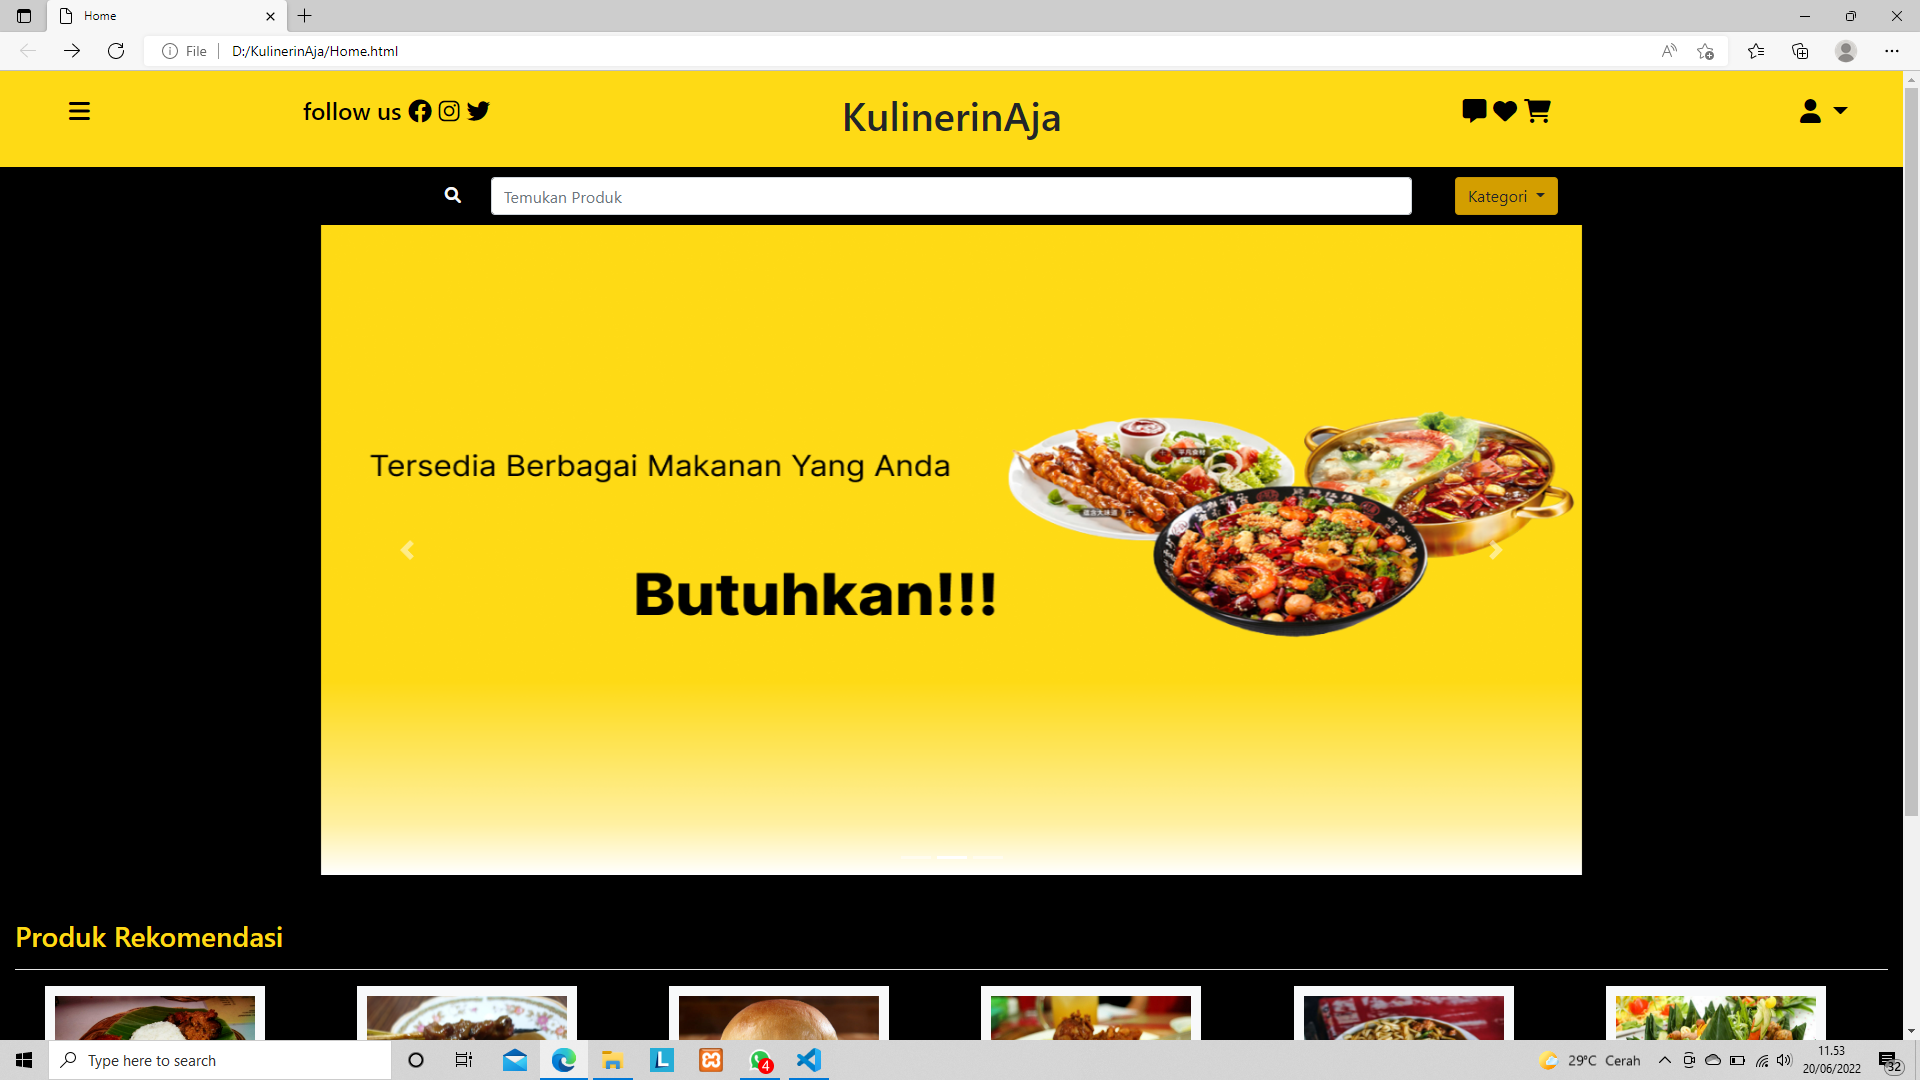 Home
File
D:/KulinerinAja/Home.html
follow us
KulinerinAja
Temukan Produk
Kategori
Tersedia Berbagai Makanan Yang Anda
Butuhkan!!!
Produk Rekomendasi
Type here to search
4
29°C Cerah
11.53
20/06/2022
32